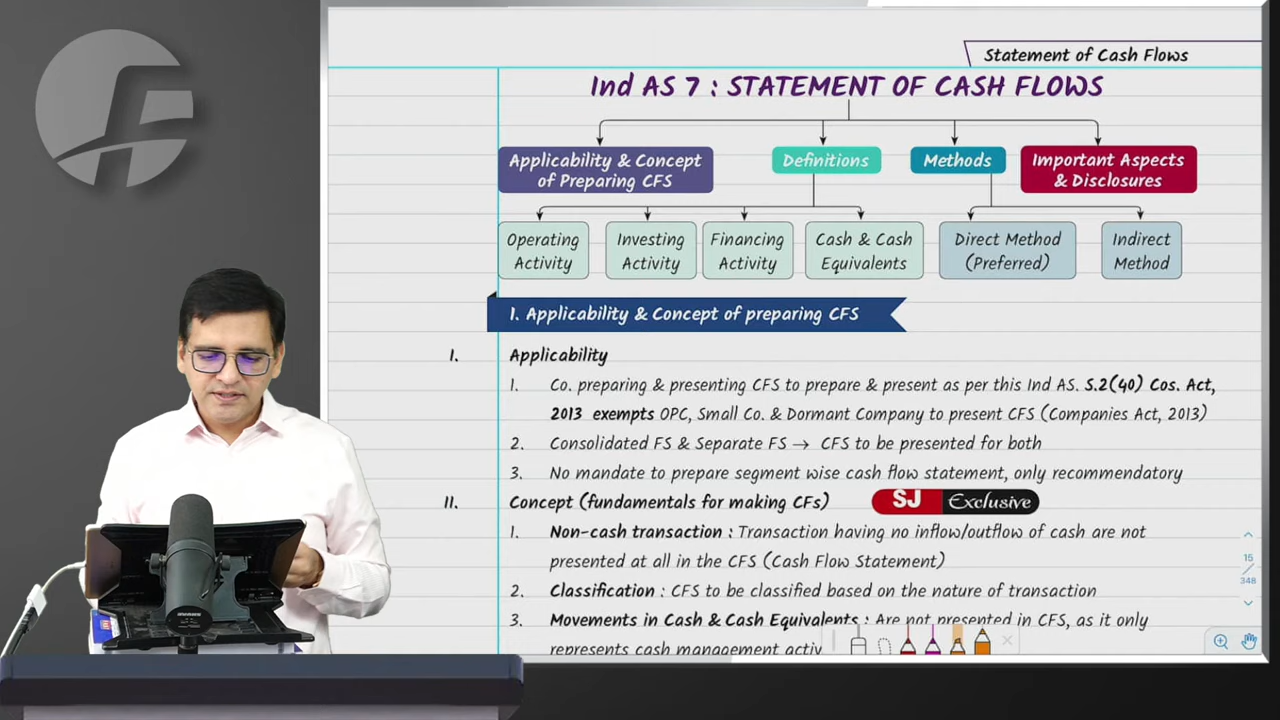 Statement of Cash Flows
Ind AS 7 : STATEMENT OF CASH FLOWS
Applicability & Concept
of Preparing CFS
Definitions
Methods
Important Aspects
& Disclosures
Operating
Activity
Investing
Activity
Financing
Activity
Cash & Cash
Equivalents
Direct Method
(Preferred)
Indirect
Method
1. Applicability & Concept of preparing CFS
I. Applicability
1. Co. preparing & presenting CFS to prepare & present as per this Ind AS. S.2(40) Cos. Act,
2013 exempts OPC, Small Co. & Dormant Company to present CFS (Companies Act, 2013)
2. Consolidated FS & Separate FS → CFS to be presented for both
3. No mandate to prepare segment wise cash flow statement, only recommendatory
II. Concept (fundamentals for making CFs) SJ Exclusive
1. Non-cash transaction : Transaction having no inflow/outflow of cash are not
presented at all in the CFS (Cash Flow Statement)
2. Classification : CFS to be classified based on the nature of transaction
3. Movements in Cash & Cash Equivalents : Are not presented in CFS, as it only
represents cash management activ
15
/
348